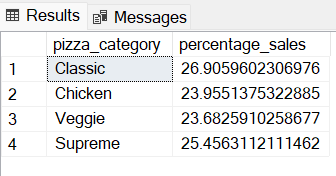 Results Messages
pizza_category percentage_sales
1 Classic 26.9059602306976
2 Chicken 23.9551375322885
3 Veggie 23.6825910258677
4 Supreme 25.4563112111462